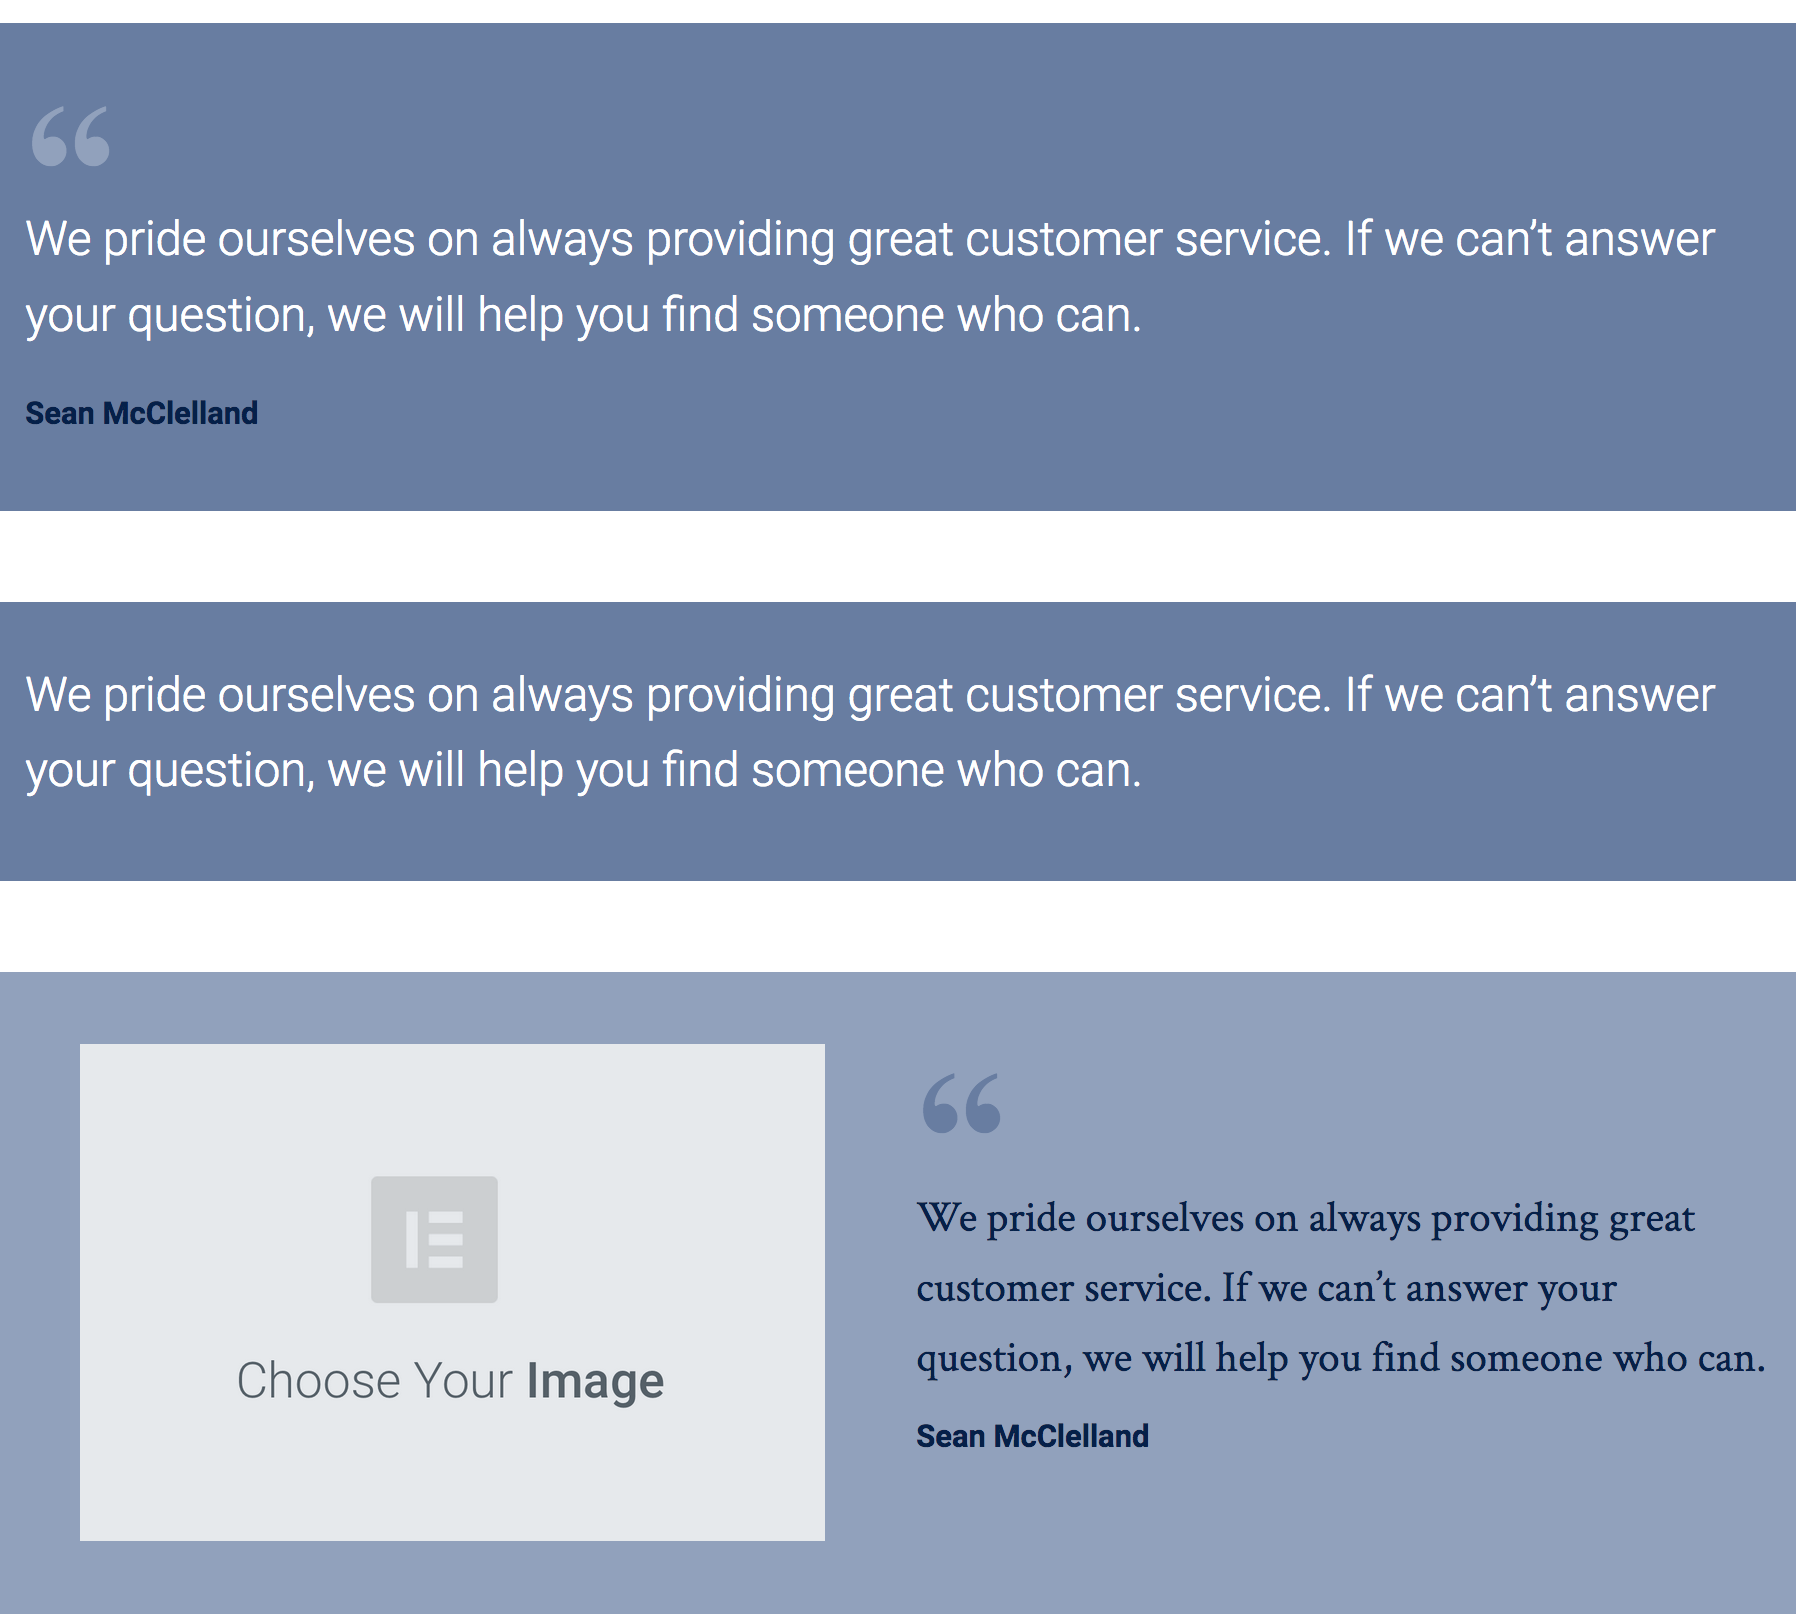 “
We pride ourselves on always providing great customer service. If we can’t answer
your question, we will help you find someone who can.
Sean McClelland
We pride ourselves on always providing great customer service. If we can’t answer
your question, we will help you find someone who can.
Choose Your Image
“
We pride ourselves on always providing great
customer service. If we can’t answer your
question, we will help you find someone who can.
Sean McClelland